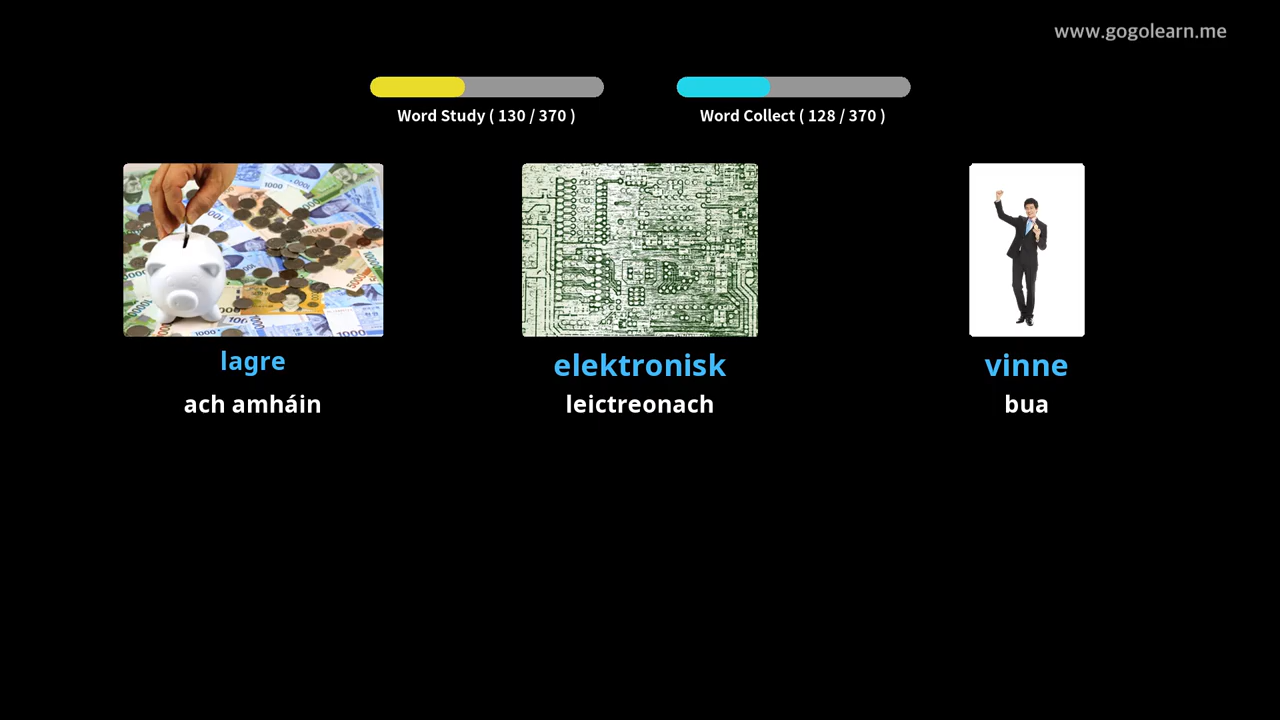 www.gogolearn.me
Word Study ( 130 / 370 )
Word Collect ( 128 / 370 )
lagre
elektronisk
vinne
ach amháin
leictreonach
bua